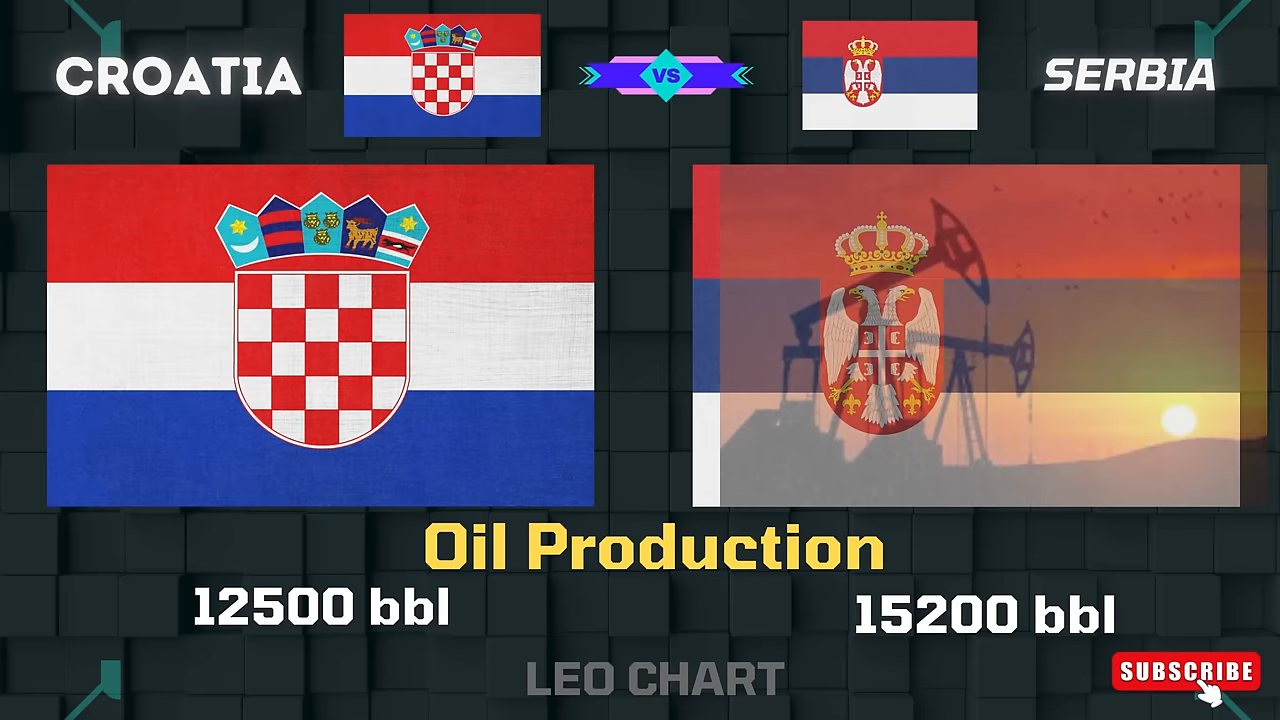 CROATIA
VS
SERBIA
Oil Production
12500 bbl
15200 bbl
LEO CHART
SUBSCRIBE